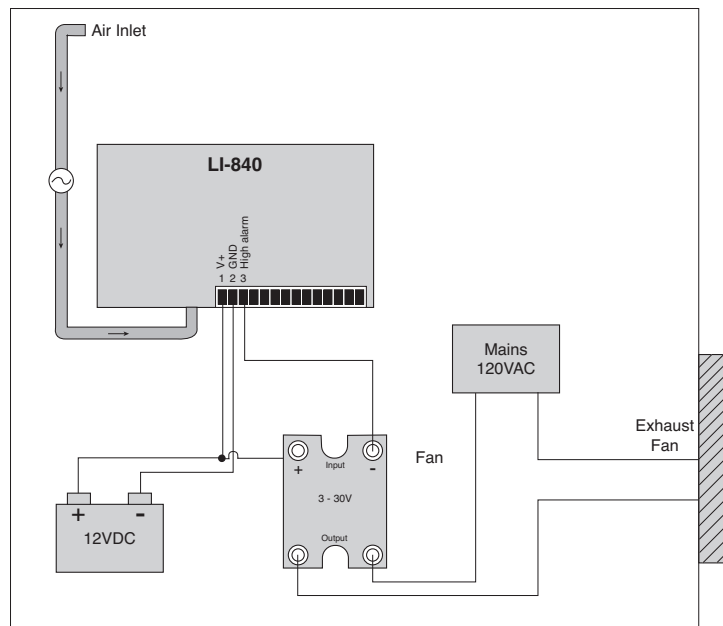 Air Inlet
LI-840
V+
GND
High alarm
1 2 3
Mains
120VAC
Exhaust
Fan
Fan
+ Input -
3 - 30V
Output
+ -
12VDC